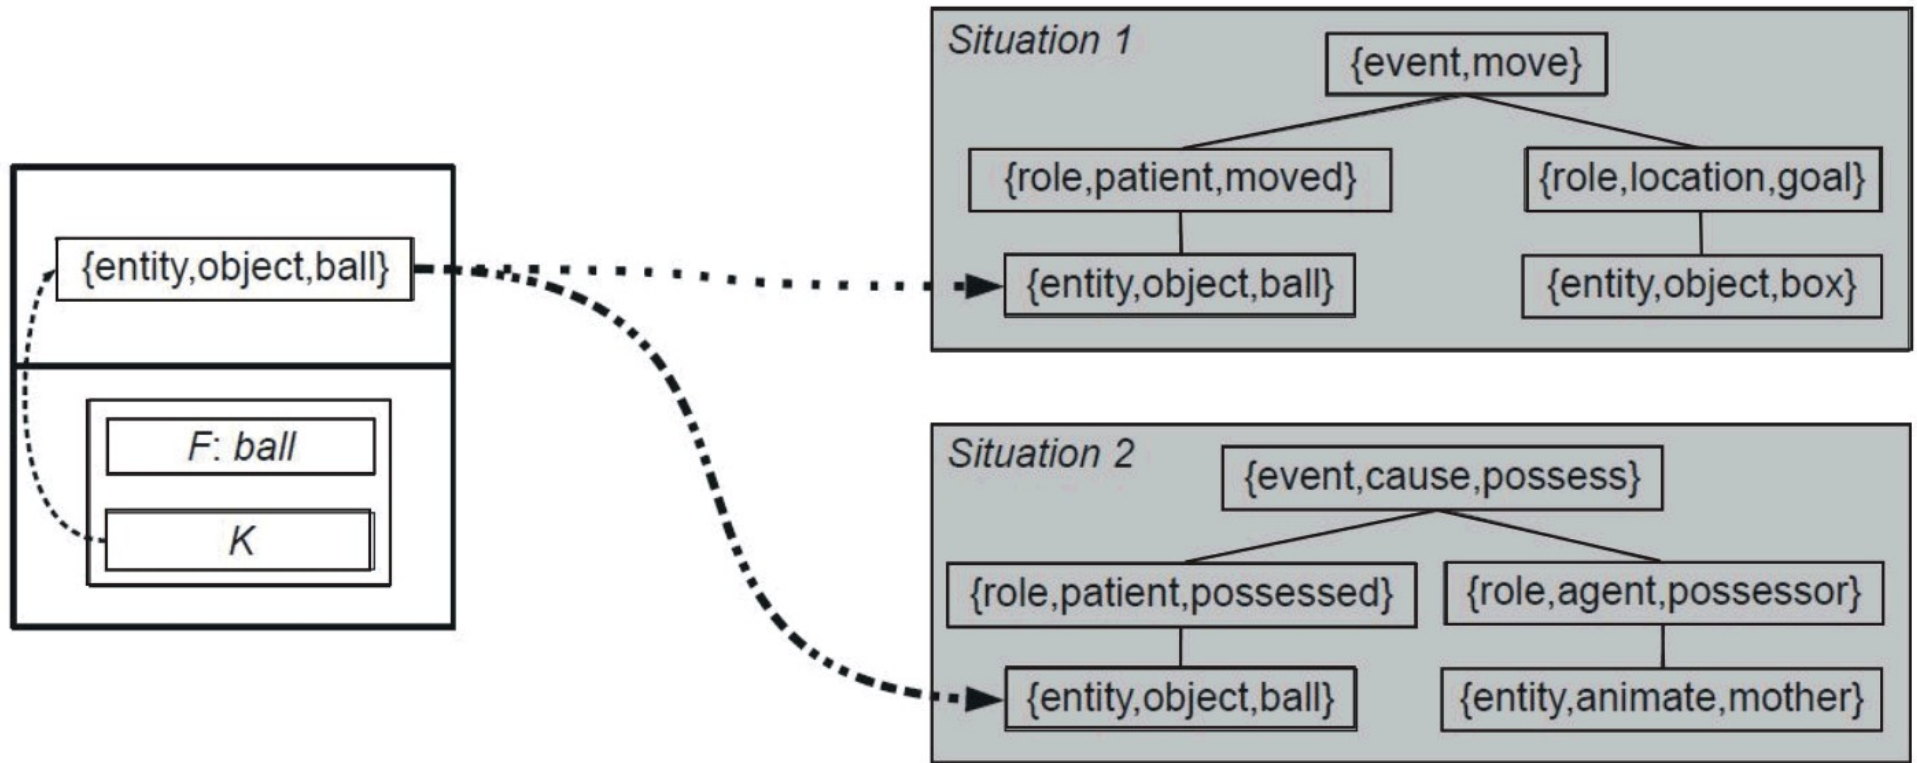 {entity,object,ball}
F: ball
K
Situation 1
{event,move}
{role,patient,moved}
{role,location,goal}
{entity,object,ball}
{entity,object,box}
Situation 2
{event,cause,possess}
{role,patient,possessed}
{role,agent,possessor}
{entity,object,ball}
{entity,animate,mother}